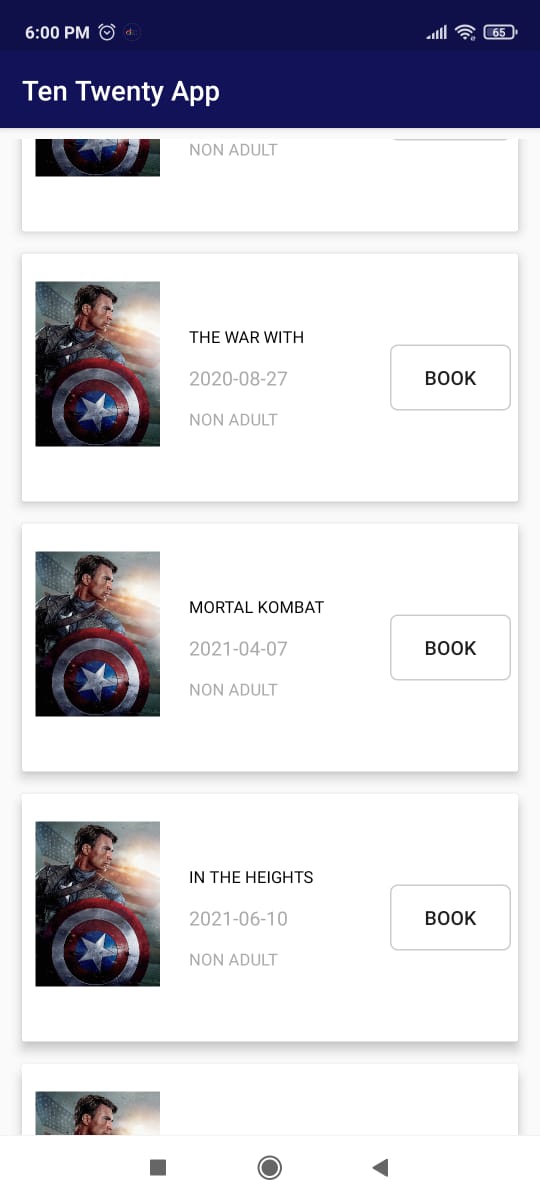 6:00 PM
65
Ten Twenty App
NON ADULT
THE WAR WITH
2020-08-27
NON ADULT
BOOK
MORTAL KOMBAT
2021-04-07
NON ADULT
BOOK
IN THE HEIGHTS
2021-06-10
NON ADULT
BOOK